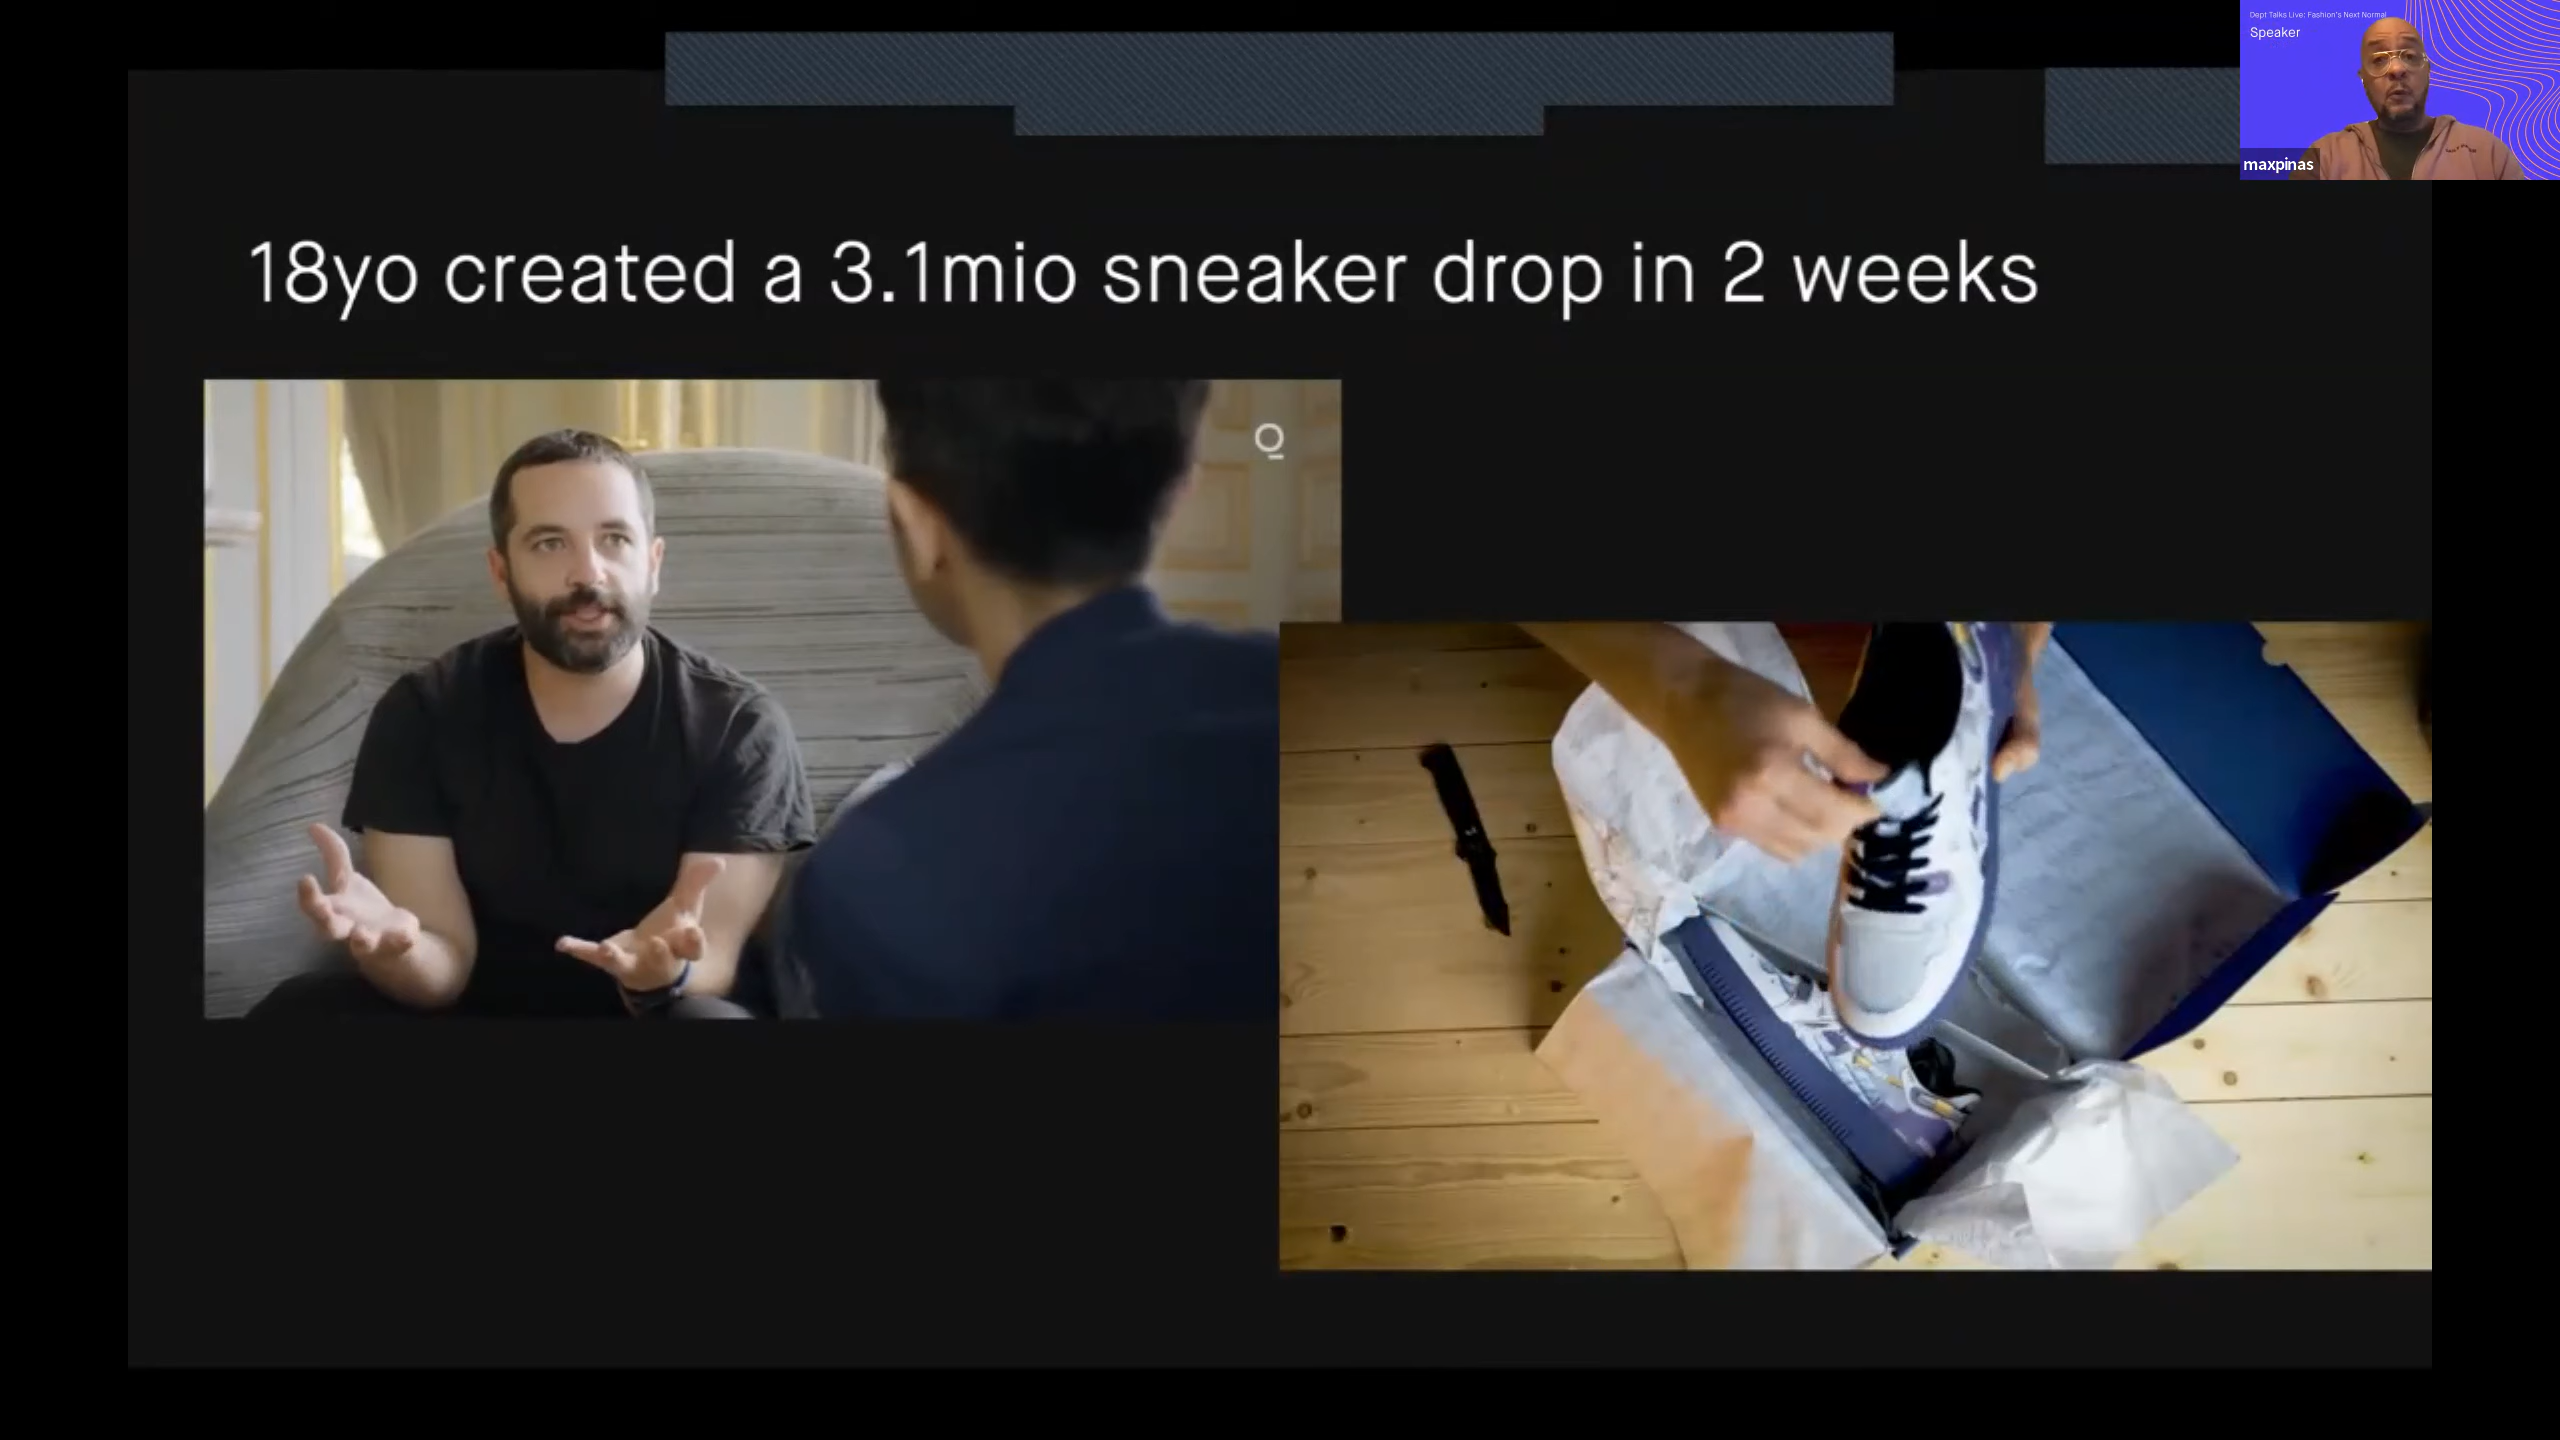 Dept Talks Live: Fashion's Next Normal
Speaker
maxpinas
18yo created a 3.1mio sneaker drop in 2 weeks